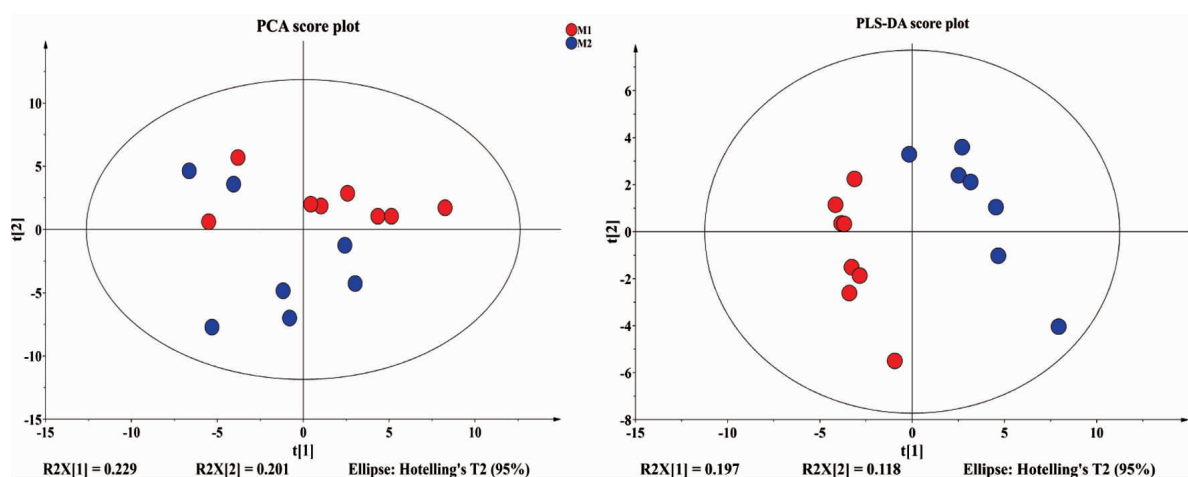 PCA score plot
M1
M2
t[2]
10
5
0
-5
-10
-15
-15
-10
-5
0
5
10
t[1]
R2X[1] = 0.229
R2X[2] = 0.201
Ellipse: Hotelling's T2 (95%)
PLS-DA score plot
t[2]
6
4
2
0
-2
-4
-6
-8
-15
-10
-5
0
5
10
t[1]
R2X[1] = 0.197
R2X[2] = 0.118
Ellipse: Hotelling's T2 (95%)